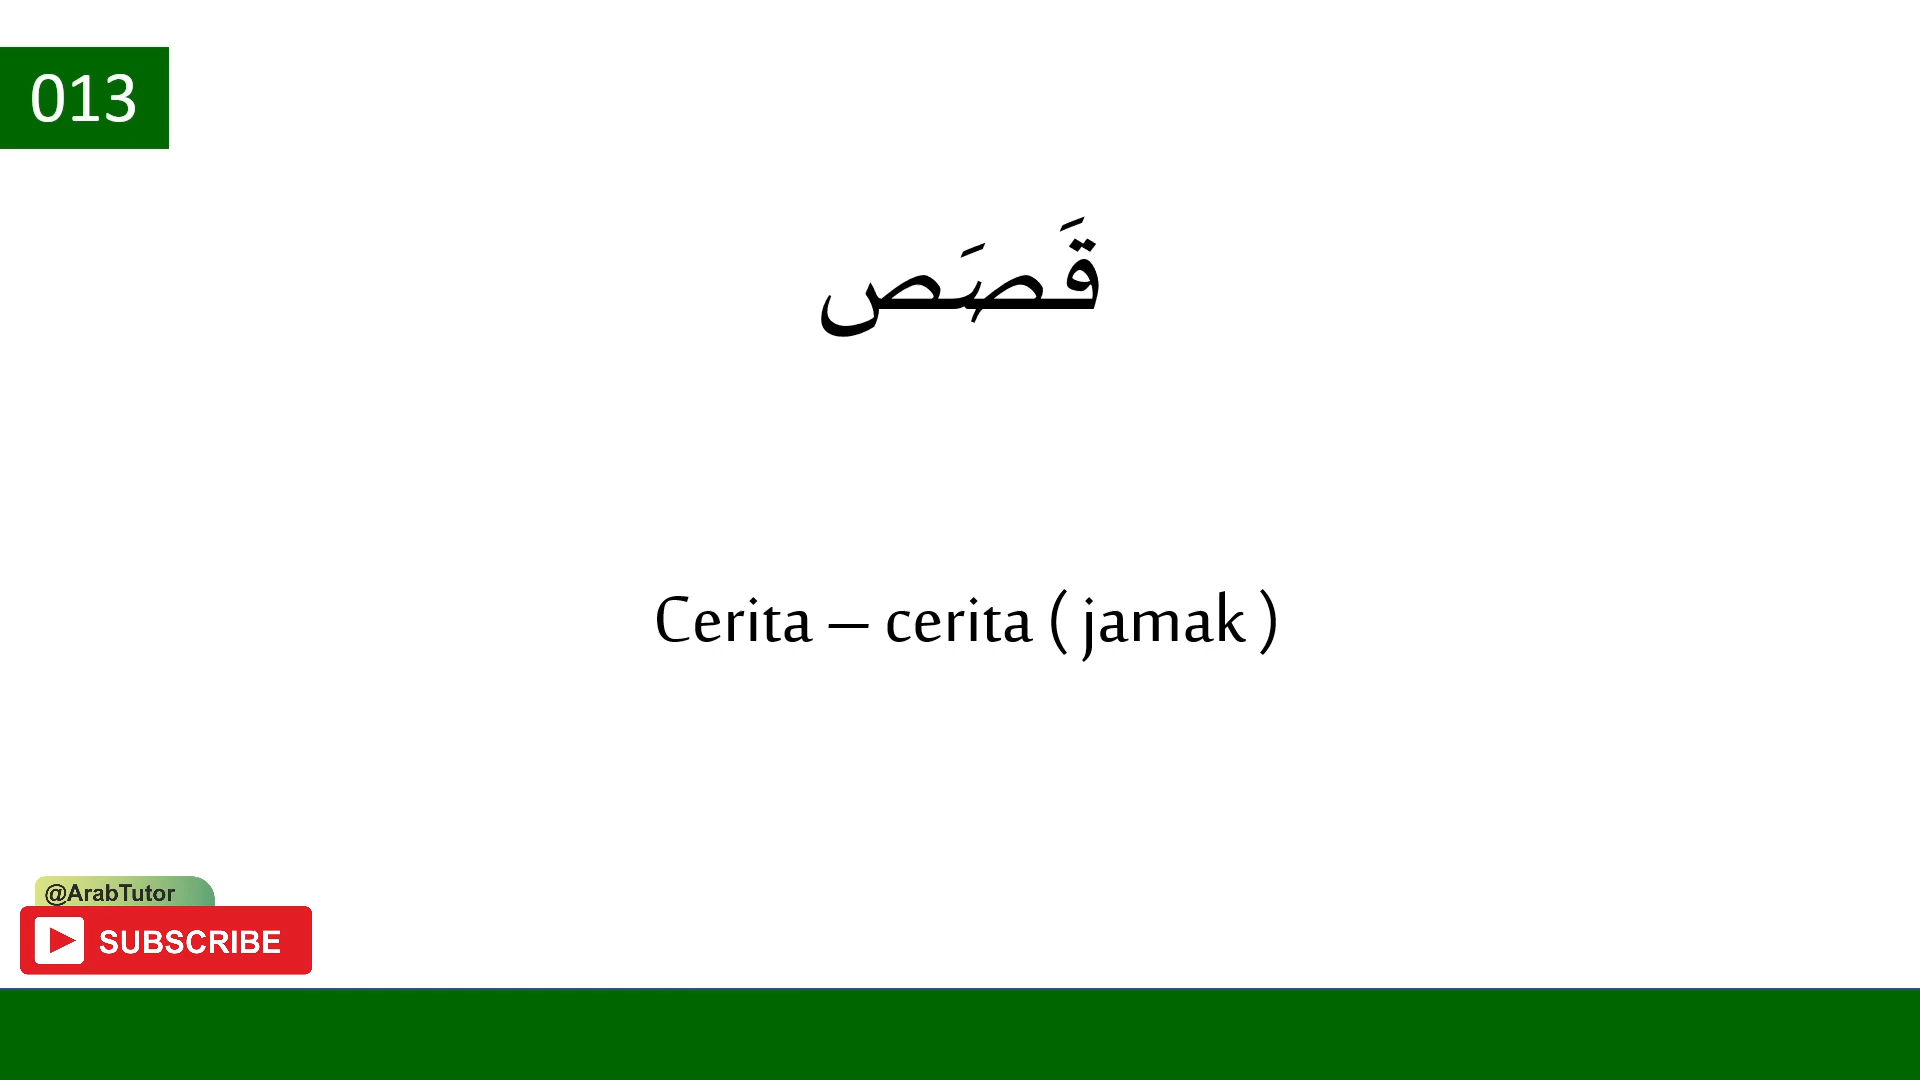 013
قَصَص
Cerita – cerita ( jamak )
@ArabTutor
SUBSCRIBE